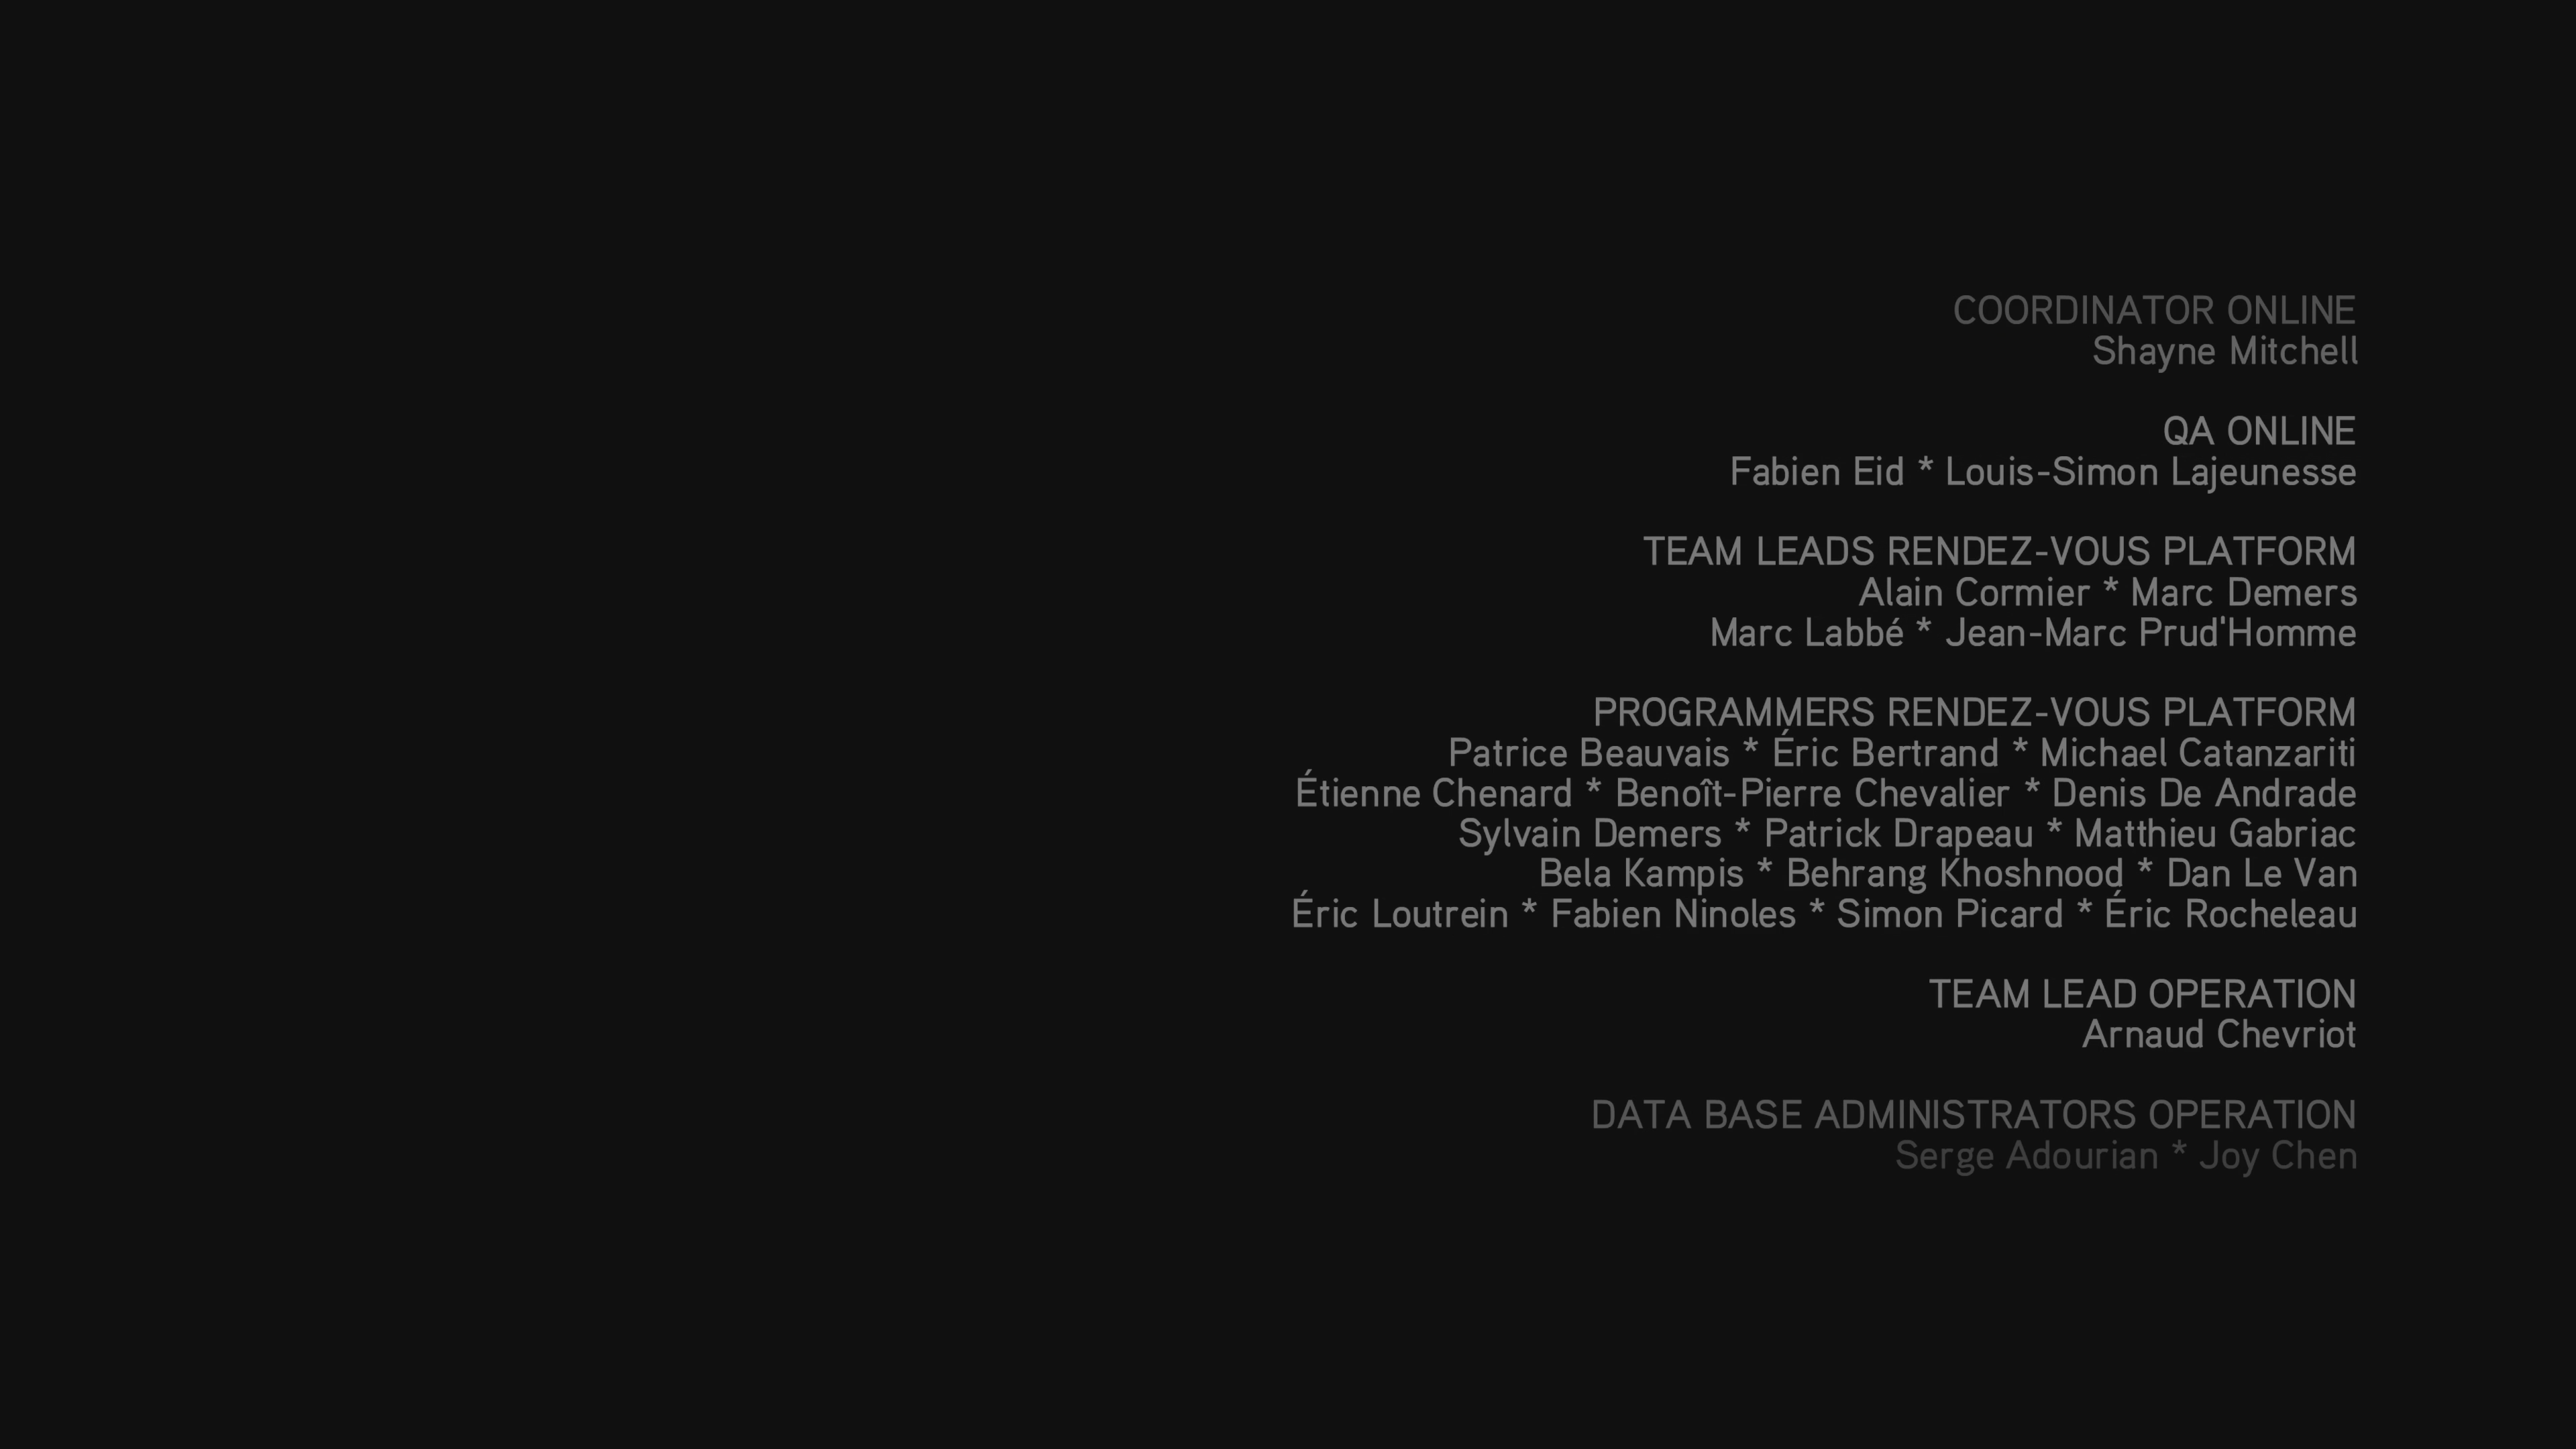 COORDINATOR ONLINE
Shayne Mitchell
QA ONLINE
Fabien Eid * Louis-Simon Lajeunesse
TEAM LEADS RENDEZ-VOUS PLATFORM
Alain Cormier * Marc Demers
Marc Labbé * Jean-Marc Prud'Homme
PROGRAMMERS RENDEZ-VOUS PLATFORM
Patrice Beauvais * Éric Bertrand * Michael Catanzariti
Étienne Chenard * Benoît-Pierre Chevalier * Denis De Andrade
Sylvain Demers * Patrick Drapeau * Matthieu Gabriac
Bela Kampis * Behrang Khoshnood * Dan Le Van
Éric Loutrein * Fabien Ninoles * Simon Picard * Éric Rocheleau
TEAM LEAD OPERATION
Arnaud Chevriot
DATA BASE ADMINISTRATORS OPERATION
Serge Adourian * Joy Chen